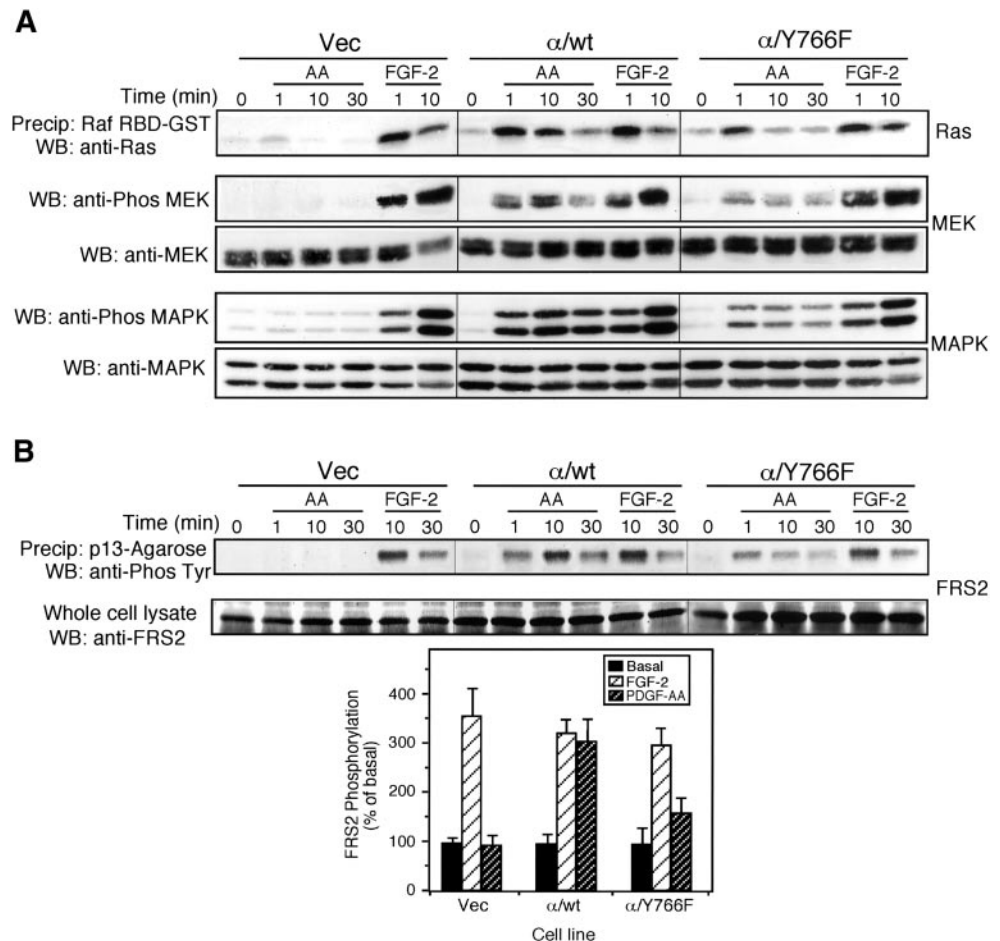 A
Vec α/wt α/Y766F
AA FGF-2 AA FGF-2 AA FGF-2
Time (min) 0 1 10 30 1 10 0 1 10 30 1 10 0 1 10 30 1 10
Precip: Raf RBD-GST
WB: anti-Ras
Ras
WB: anti-Phos MEK
WB: anti-MEK
MEK
WB: anti-Phos MAPK
WB: anti-MAPK
MAPK
B
Vec α/wt α/Y766F
AA FGF-2 AA FGF-2 AA FGF-2
Time (min) 0 1 10 30 10 30 0 1 10 30 10 30 0 1 10 30 10 30
Precip: p13-Agarose
WB: anti-Phos Tyr
FRS2
Whole cell lysate
WB: anti-FRS2
FRS2 Phosphorylation
(% of basal)
400
300
200
100
0
Basal
FGF-2
PDGF-AA
Vec α/wt α/Y766F
Cell line